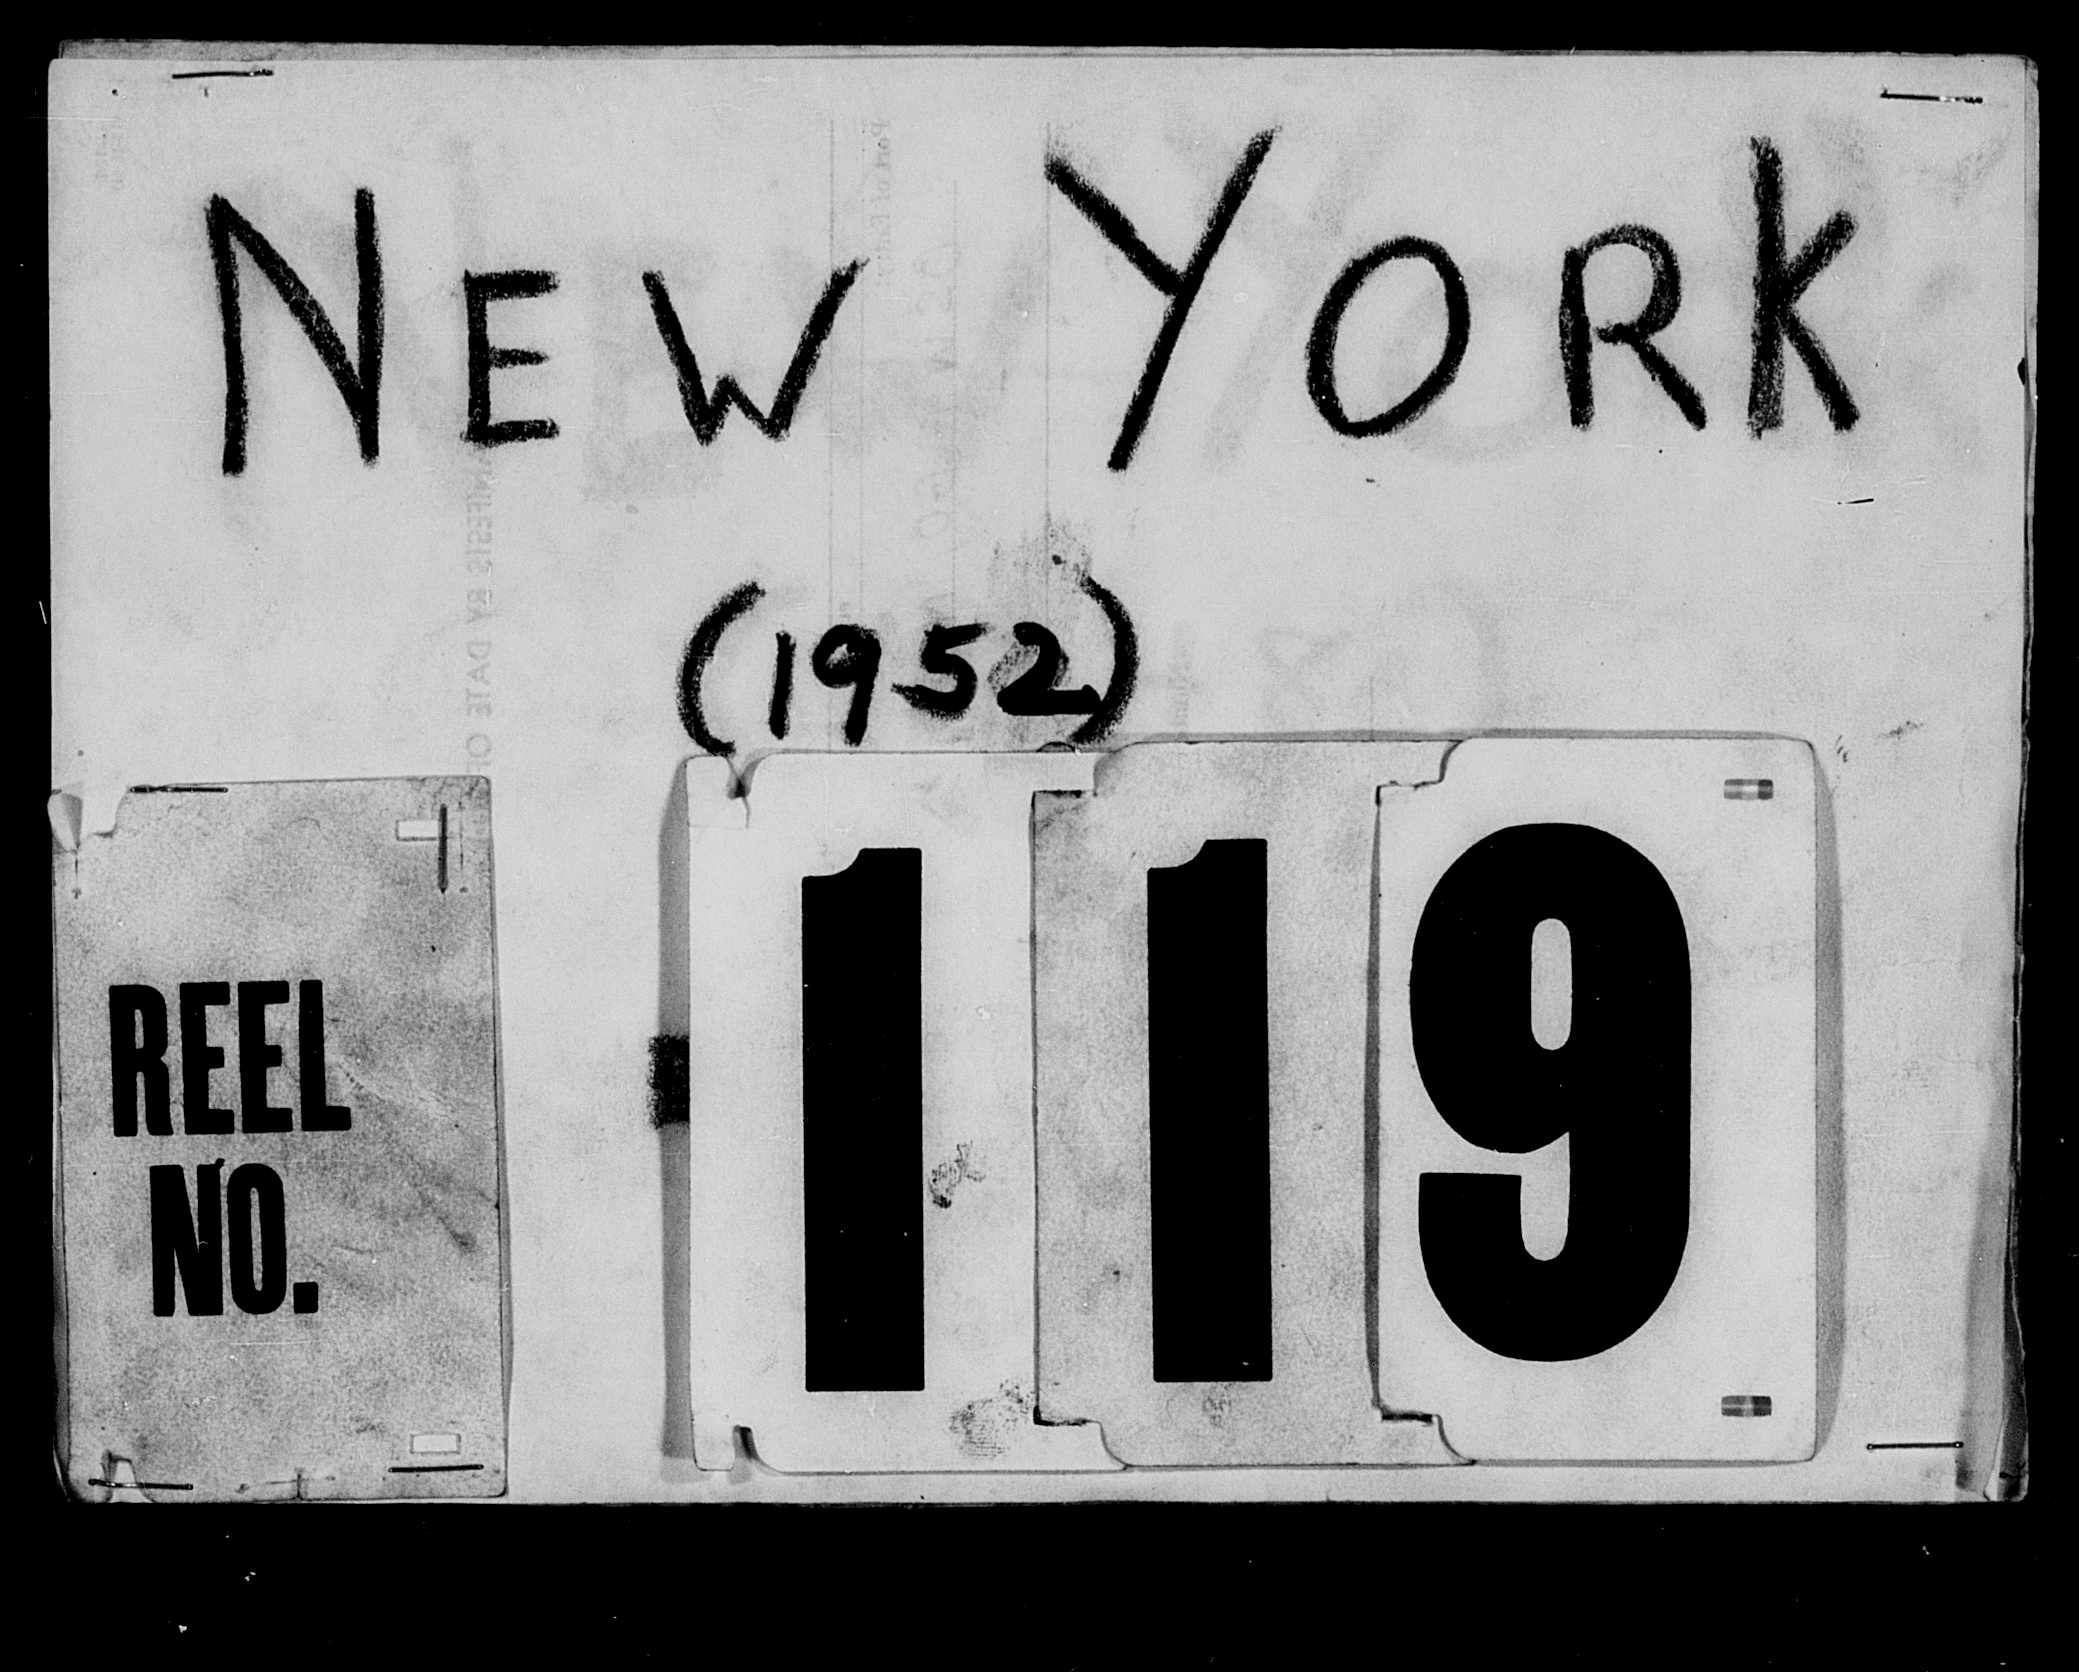 NEW YORK
(1952)
REEL
NO.
119